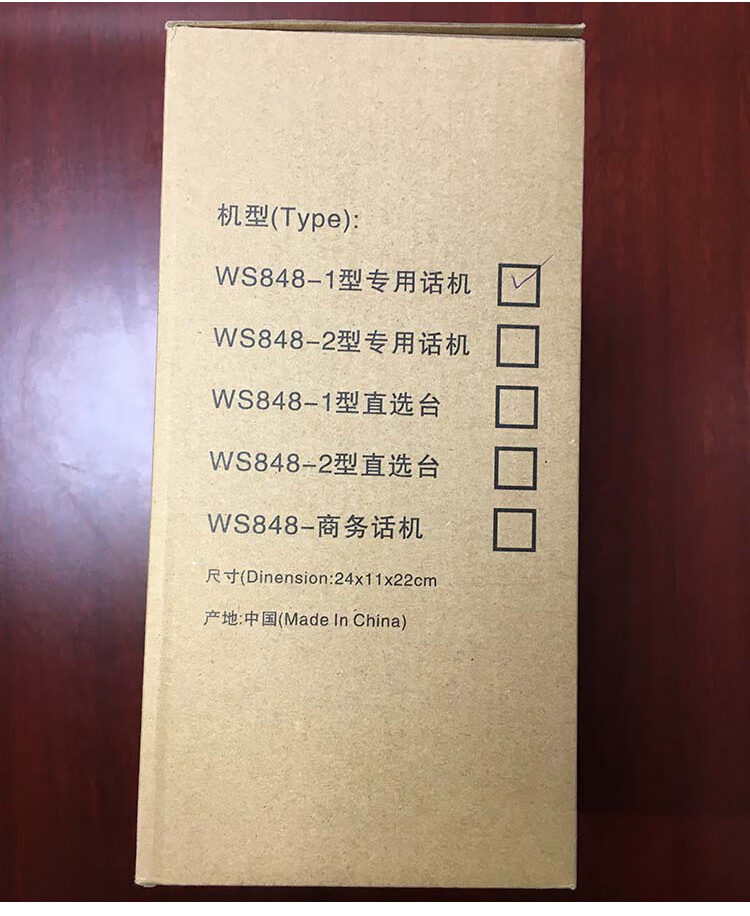 机型(Type):
WS848-1型专用话机
WS848-2型专用话机
WS848-1型直选台
WS848-2型直选台
WS848-商务话机
尺寸(Dinension:24x11x22cm
产地:中国(Made In China)